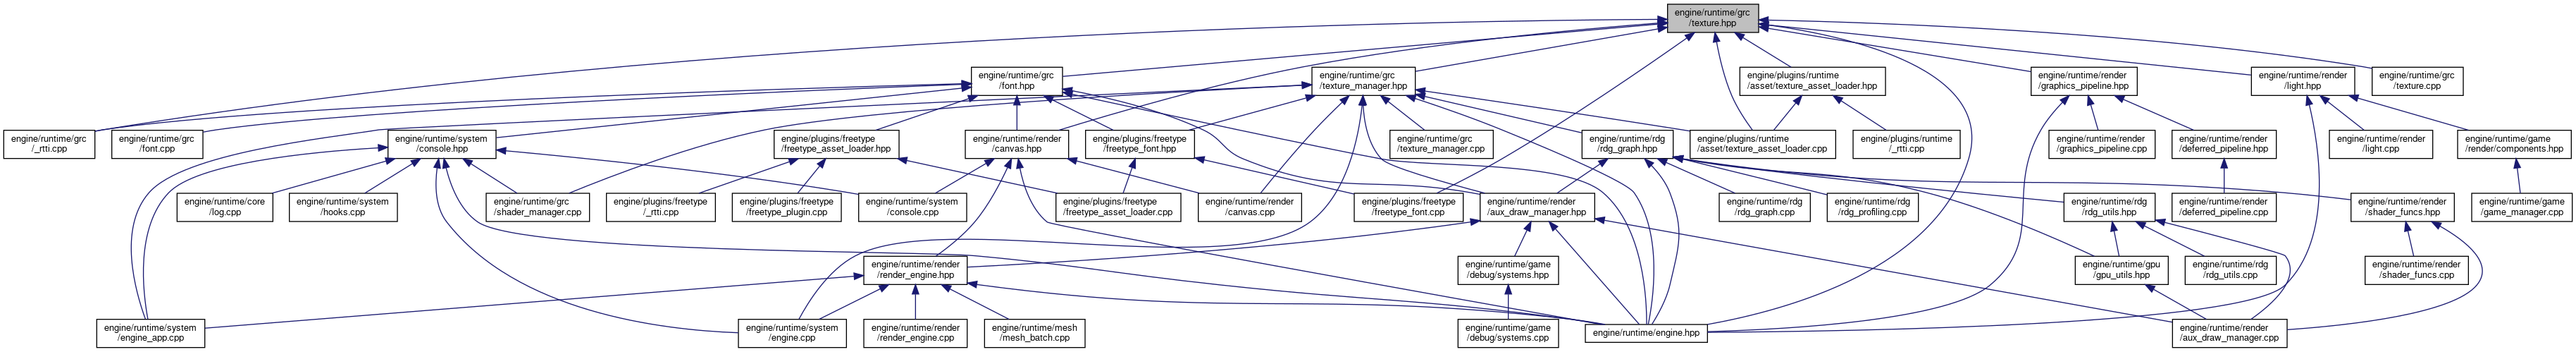 engine/runtime/grc
/texture.hpp
engine/runtime/grc
/font.hpp
engine/runtime/grc
/texture_manager.hpp
engine/plugins/runtime
asset/texture_asset_loader.hpp
engine/runtime/render
/graphics_pipeline.hpp
engine/runtime/render
/light.hpp
engine/runtime/grc
/texture.cpp
engine/runtime/grc
/_rtti.cpp
engine/runtime/grc
/font.cpp
engine/runtime/system
/console.hpp
engine/plugins/freetype
/freetype_asset_loader.hpp
engine/runtime/render
/canvas.hpp
engine/plugins/freetype
/freetype_font.hpp
engine/runtime/grc
/texture_manager.cpp
engine/runtime/rdg
/rdg_graph.hpp
engine/plugins/runtime
asset/texture_asset_loader.cpp
engine/plugins/runtime
/_rtti.cpp
engine/runtime/render
/graphics_pipeline.cpp
engine/runtime/render
/deferred_pipeline.hpp
engine/runtime/render
/light.cpp
engine/runtime/game
/render/components.hpp
engine/runtime/core
/log.cpp
engine/runtime/system
/hooks.cpp
engine/runtime/grc
/shader_manager.cpp
engine/plugins/freetype
/_rtti.cpp
engine/plugins/freetype
/freetype_plugin.cpp
engine/runtime/system
/console.cpp
engine/plugins/freetype
/freetype_asset_loader.cpp
engine/runtime/render
/canvas.cpp
engine/plugins/freetype
/freetype_font.cpp
engine/runtime/render
/aux_draw_manager.hpp
engine/runtime/rdg
/rdg_graph.cpp
engine/runtime/rdg
/rdg_profiling.cpp
engine/runtime/rdg
/rdg_utils.hpp
engine/runtime/render
/deferred_pipeline.cpp
engine/runtime/render
/shader_funcs.hpp
engine/runtime/game
/game_manager.cpp
engine/runtime/render
/render_engine.hpp
engine/runtime/game
/debug/systems.hpp
engine/runtime/gpu
/gpu_utils.hpp
engine/runtime/rdg
/rdg_utils.cpp
engine/runtime/render
/shader_funcs.cpp
engine/runtime/system
/engine_app.cpp
engine/runtime/system
/engine.cpp
engine/runtime/render
/render_engine.cpp
engine/runtime/mesh
/mesh_batch.cpp
engine/runtime/game
/debug/systems.cpp
engine/runtime/engine.hpp
engine/runtime/render
/aux_draw_manager.cpp